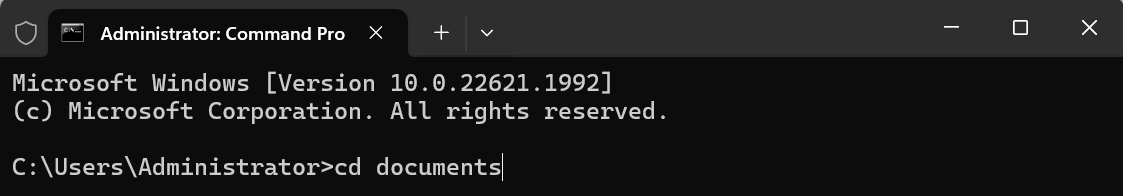 Administrator: Command Pro
Microsoft Windows [Version 10.0.22621.1992]
(c) Microsoft Corporation. All rights reserved.
C:\Users\Administrator>cd documents